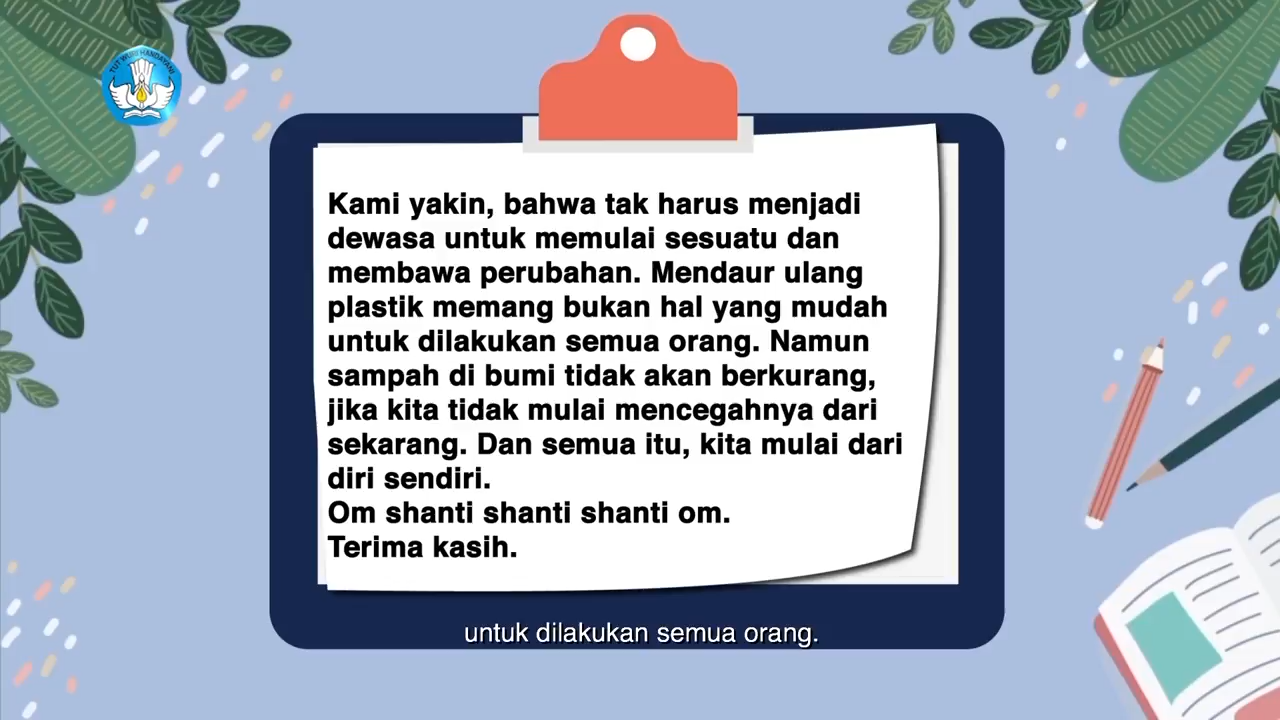 TUT WURI HANDAYANI
Kami yakin, bahwa tak harus menjadi
dewasa untuk memulai sesuatu dan
membawa perubahan. Mendaur ulang
plastik memang bukan hal yang mudah
untuk dilakukan semua orang. Namun
sampah di bumi tidak akan berkurang,
jika kita tidak mulai mencegahnya dari
sekarang. Dan semua itu, kita mulai dari
diri sendiri.
Om shanti shanti shanti om.
Terima kasih.
untuk dilakukan semua orang.